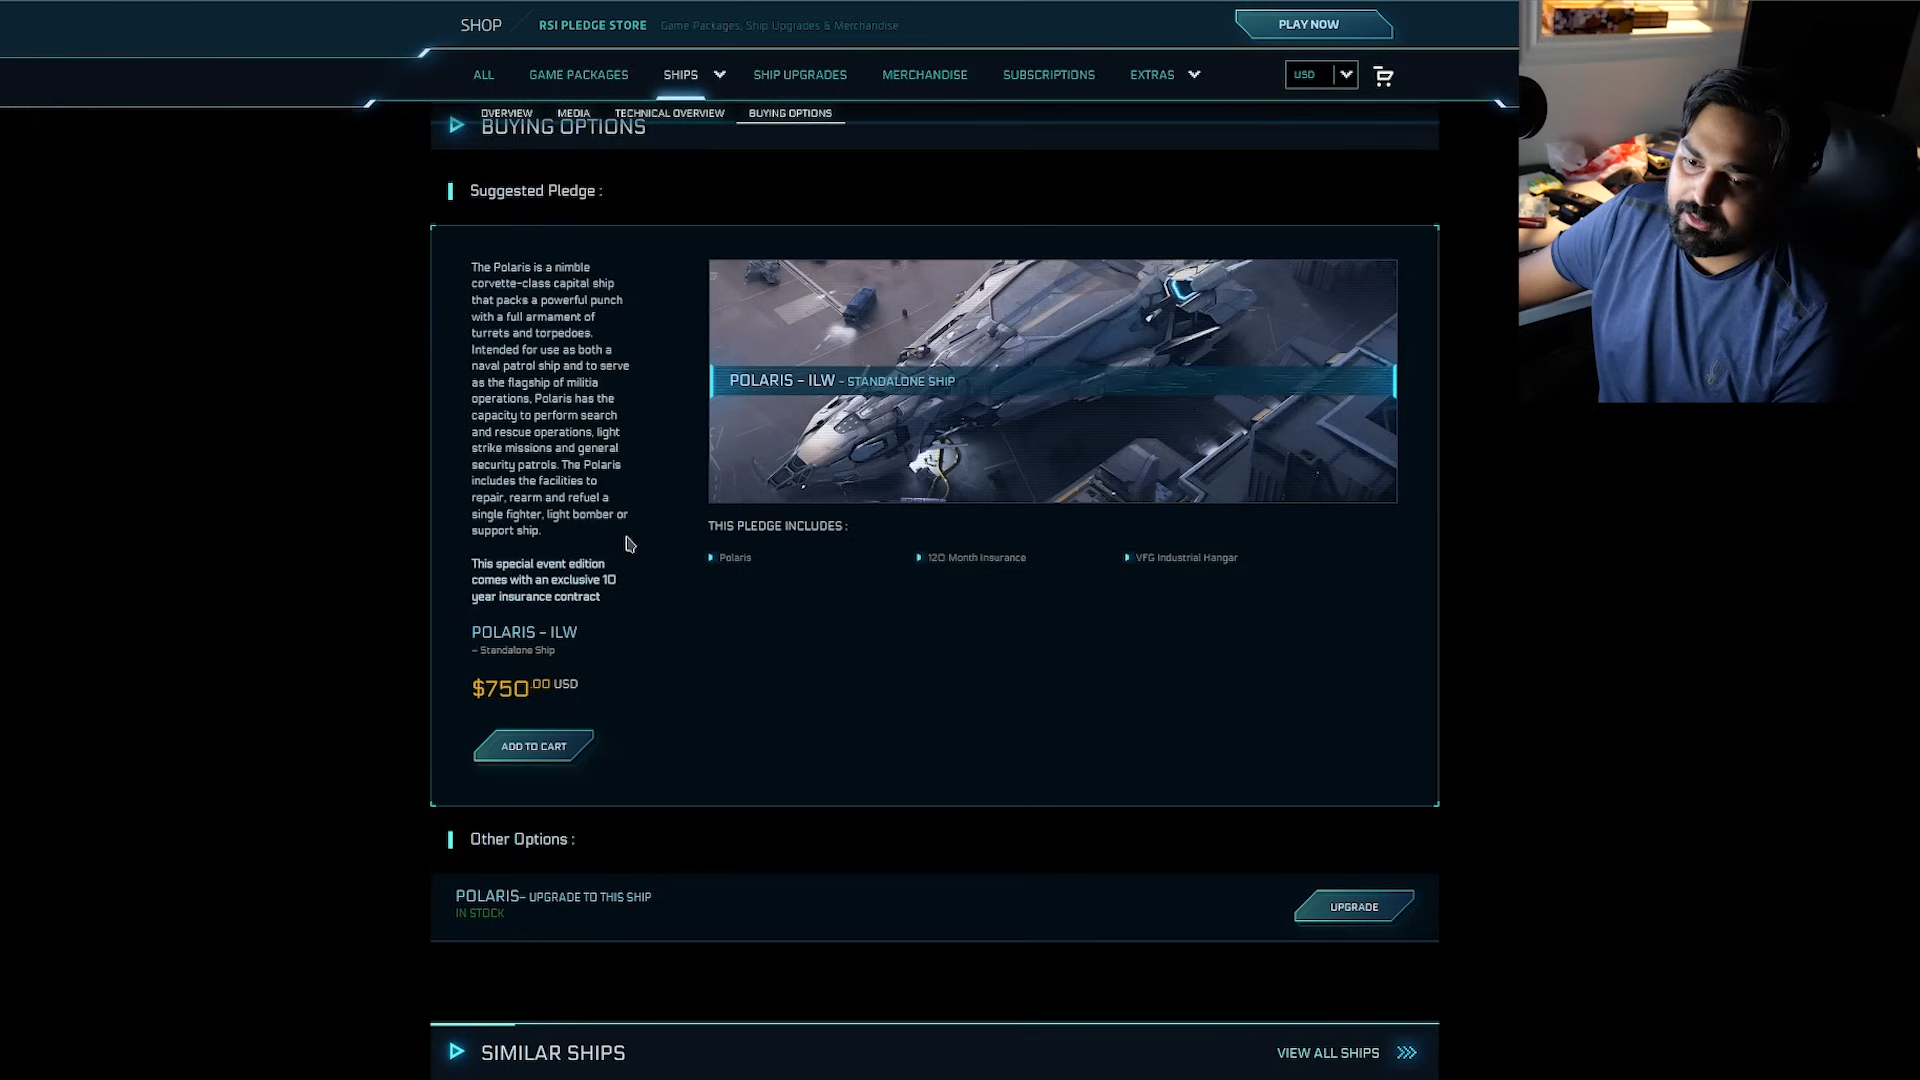 SHOP
RSI PLEDGE STORE
Game Packages, Ship Upgrades & Merchandise
PLAY NOW
ALL
GAME PACKAGES
SHIPS
SHIP UPGRADES
MERCHANDISE
SUBSCRIPTIONS
EXTRAS
USD
OVERVIEW
MEDIA
TECHNICAL OVERVIEW
BUYING OPTIONS
BUYING OPTIONS
Suggested Pledge :
The Polaris is a nimble
corvette-class capital ship
that packs a powerful punch
with a full armament of
turrets and torpedoes.
Intended for use as both a
naval patrol ship and to serve
as the flagship of militia
operations, Polaris has the
capacity to perform search
and rescue operations, light
strike missions and general
security patrols. The Polaris
includes the facilities to
repair, rearm and refuel a
single fighter, light bomber or
support ship.
This special event edition
comes with an exclusive 10
year insurance contract
POLARIS - ILW
- Standalone Ship
$750.00 USD
ADD TO CART
POLARIS - ILW - STANDALONE SHIP
THIS PLEDGE INCLUDES :
Polaris
120 Month Insurance
VFG Industrial Hangar
Other Options :
POLARIS- UPGRADE TO THIS SHIP
IN STOCK
UPGRADE
SIMILAR SHIPS
VIEW ALL SHIPS